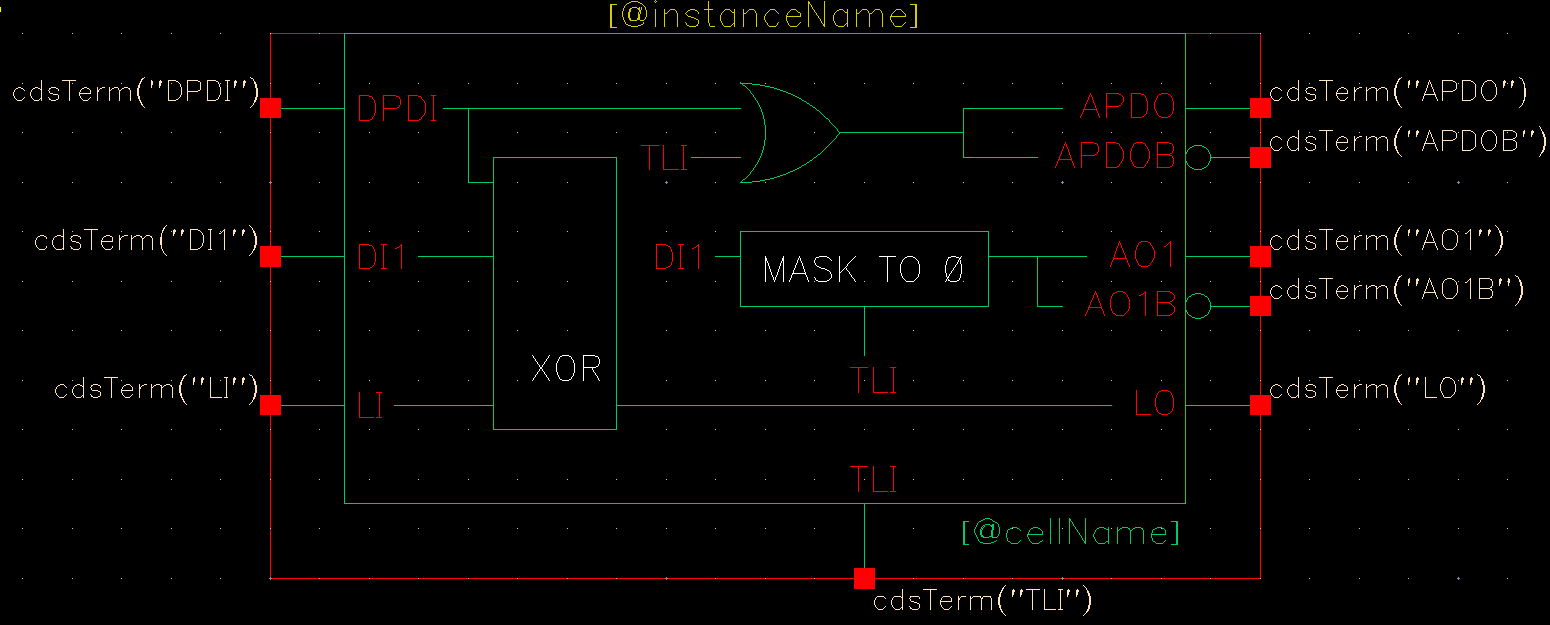 [@instanceName]
cdsTerm("DPDI")
DPDI
APDO
cdsTerm("APDO")
TLI
APDOB
cdsTerm("APDOB")
cdsTerm("DI1")
DI1
DI1
MASK TO Ø
AO1
cdsTerm("AO1")
AO1B
cdsTerm("AO1B")
XOR
TLI
cdsTerm("LI")
LI
LO
cdsTerm("LO")
TLI
[@cellName]
cdsTerm("TLI")